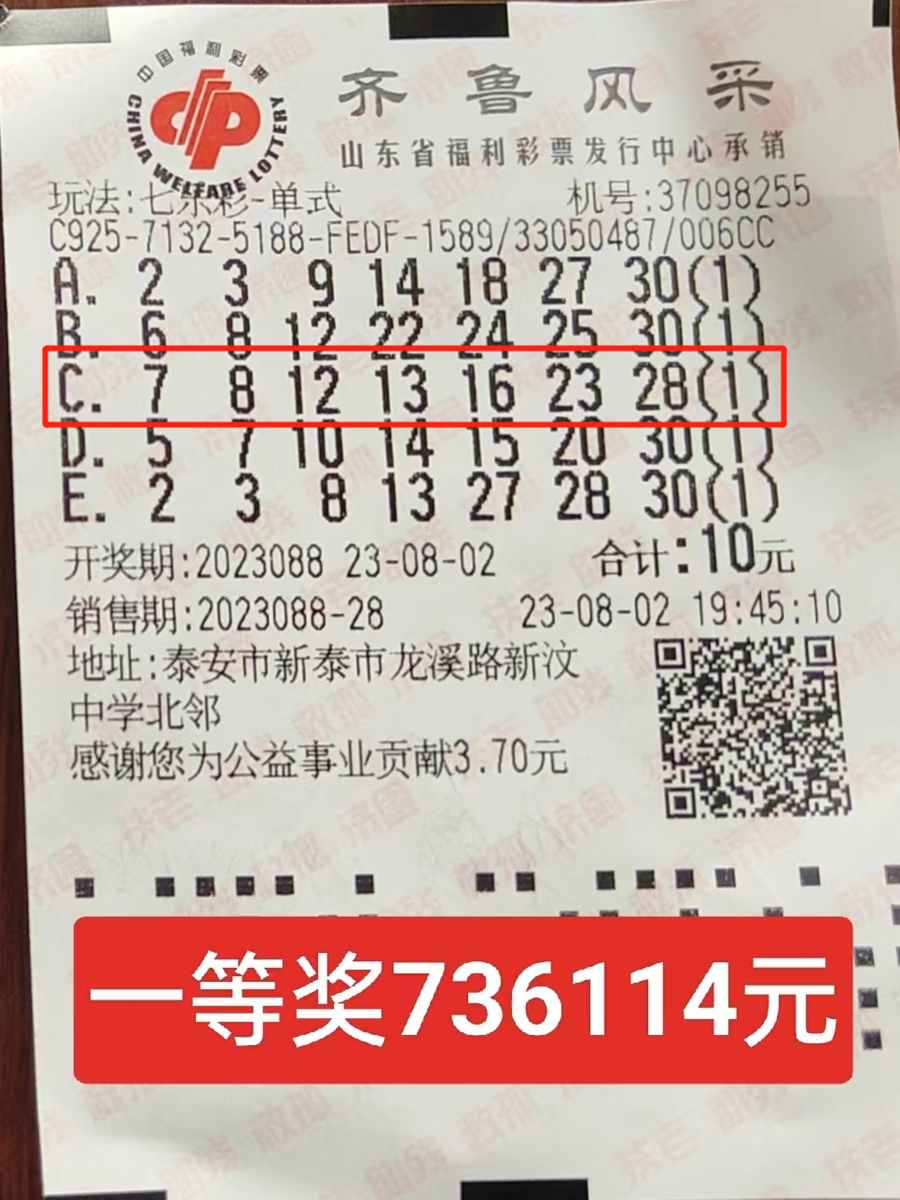 中国福利彩票
CHINA WELFARE LOTTERY
齐鲁风采
山东省福利彩票发行中心承销
玩法:七乐彩-单式 机号:37098255
C925-7132-5188-FEDF-1589/33050487/006CC
A. 2 3 9 14 18 27 30(1)
B. 6 8 12 22 24 25 30(1)
C. 7 8 12 13 16 23 28(1)
D. 5 7 10 14 15 20 30(1)
E. 2 3 8 13 27 28 30(1)
开奖期:2023088 23-08-02 合计:10元
销售期:2023088-28 23-08-02 19:45:10
地址:泰安市新泰市龙溪路新汶
中学北邻
感谢您为公益事业贡献3.70元
一等奖736114元